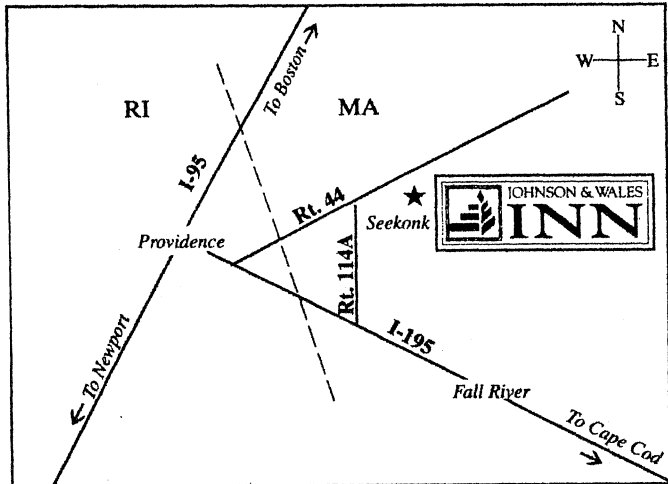 N
W E
S
To Boston
RI
MA
I-95
Rt. 44
JOHNSON & WALES
INN
Seekonk
Providence
Rt. 114A
I-195
To Newport
Fall River
To Cape Cod